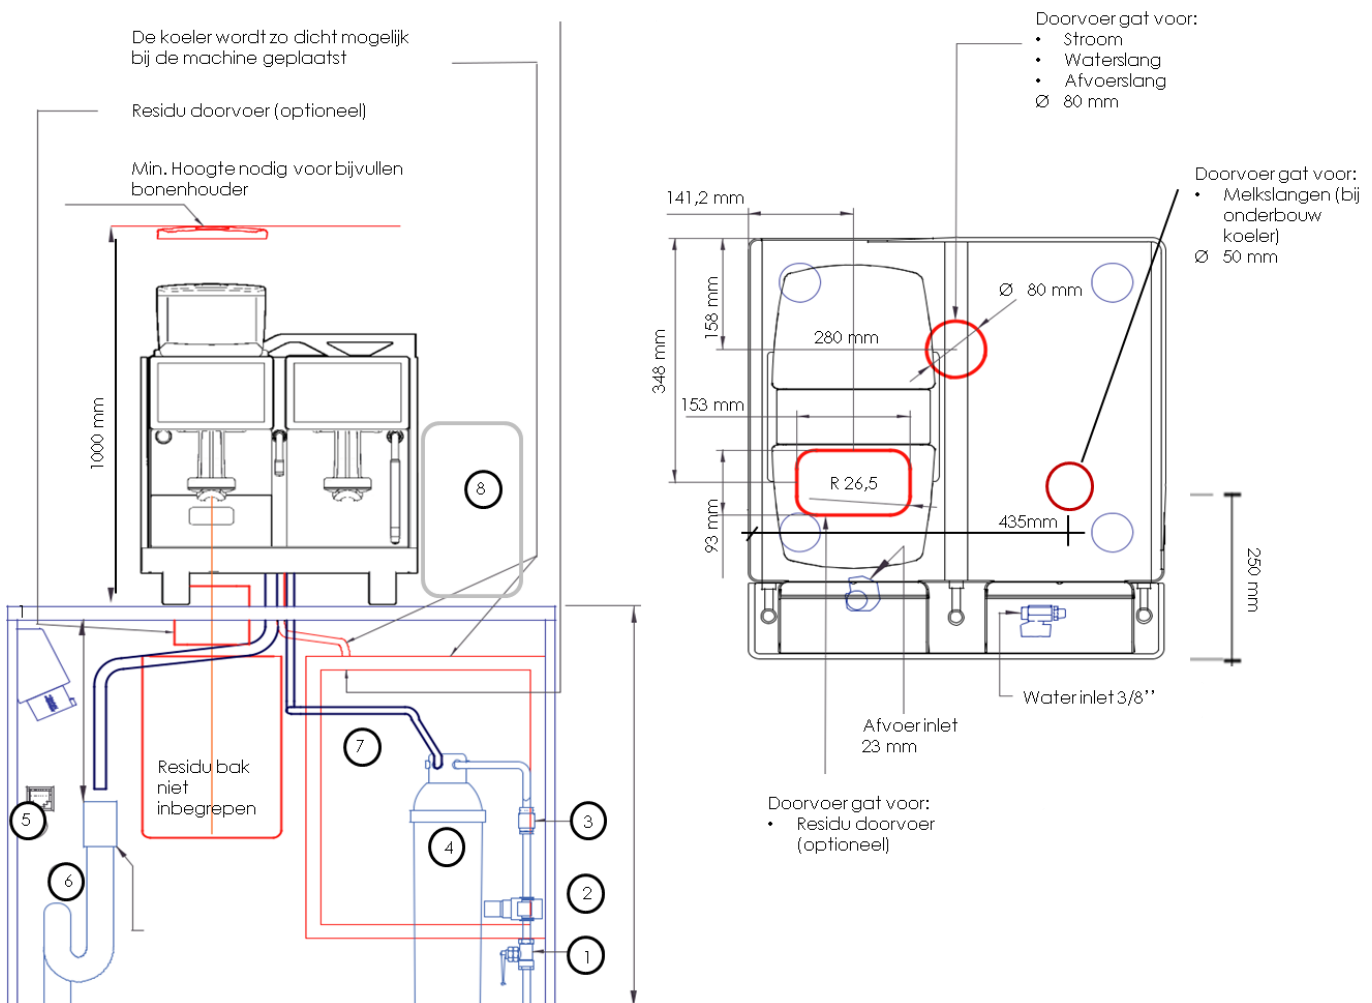 De koeler wordt zo dicht mogelijk
bij de machine geplaatst
Residu doorvoer (optioneel)
Min. Hoogte nodig voor bijvullen
bonenhouder
1000 mm
8
1
Residu bak
niet
inbegrepen
7
5
6
4
3
2
1
Doorvoer gat voor:
• Stroom
• Waterslang
• Afvoerslang
Ø 80 mm
Doorvoer gat voor:
• Melkslangen (bij
onderbouw
koeler)
Ø 50 mm
141,2 mm
158 mm
348 mm
Ø 80 mm
280 mm
153 mm
R 26,5
93 mm
435mm
250 mm
Water inlet 3/8’’
Afvoer inlet
23 mm
Doorvoer gat voor:
• Residu doorvoer
(optioneel)